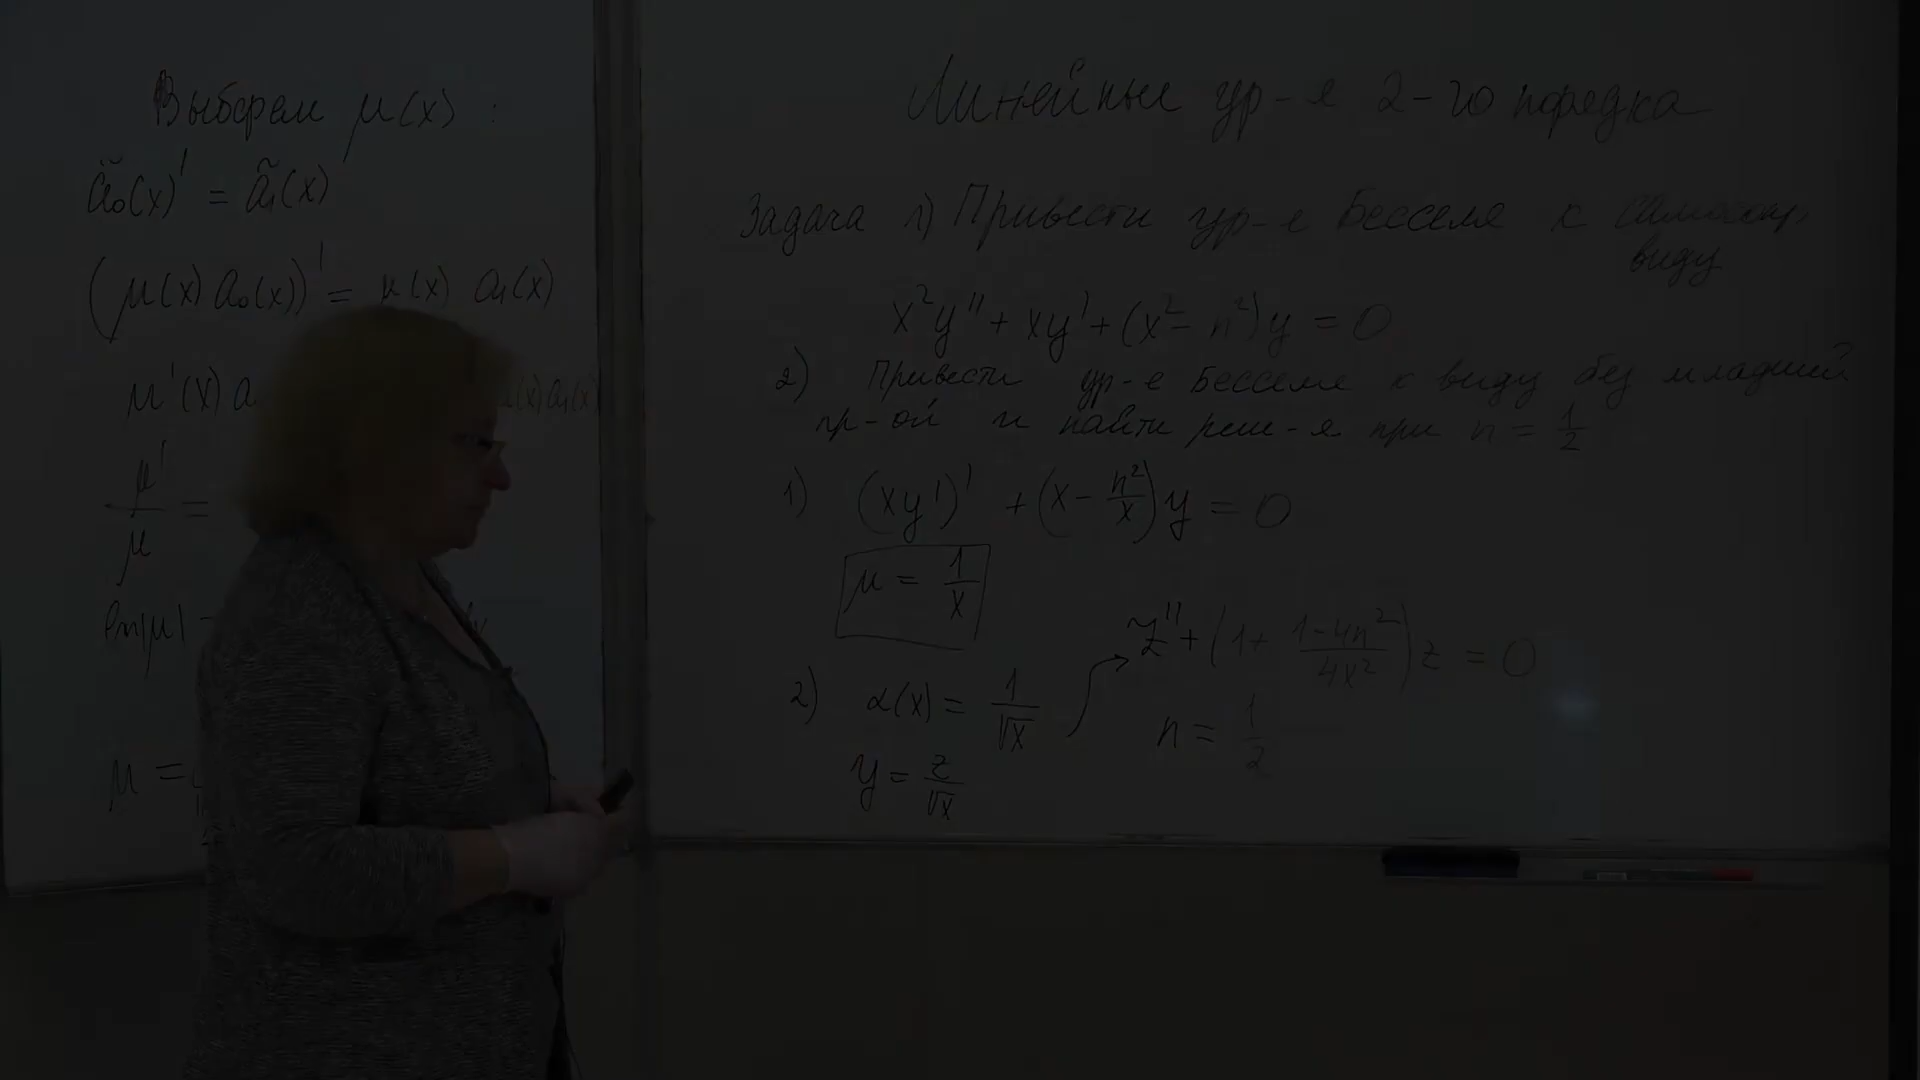 Выберем μ(x) :
ã₀(x)' = ã₁(x)
(μ(x) a₀(x))' = μ(x) a₁(x)
μ'(x) a (x)a₁(x)
μ'/μ =
ln|μ| -
μ =
Линейные ур-я 2-го порядка
Задача 1) Привести ур-е Бесселя к самосопр.
виду
x²y'' + xy' + (x² - n²)y = 0
2) Привести ур-е Бесселя к виду без младшей
пр-ой и найти реш-я при n = 1/2
1) (xy')' + (x - n²/x)y = 0
μ = 1/x
z'' + (1 + (1-4n²)/(4x²)) z = 0
2) α(x) = 1/√x
n = 1/2
y = z/√x